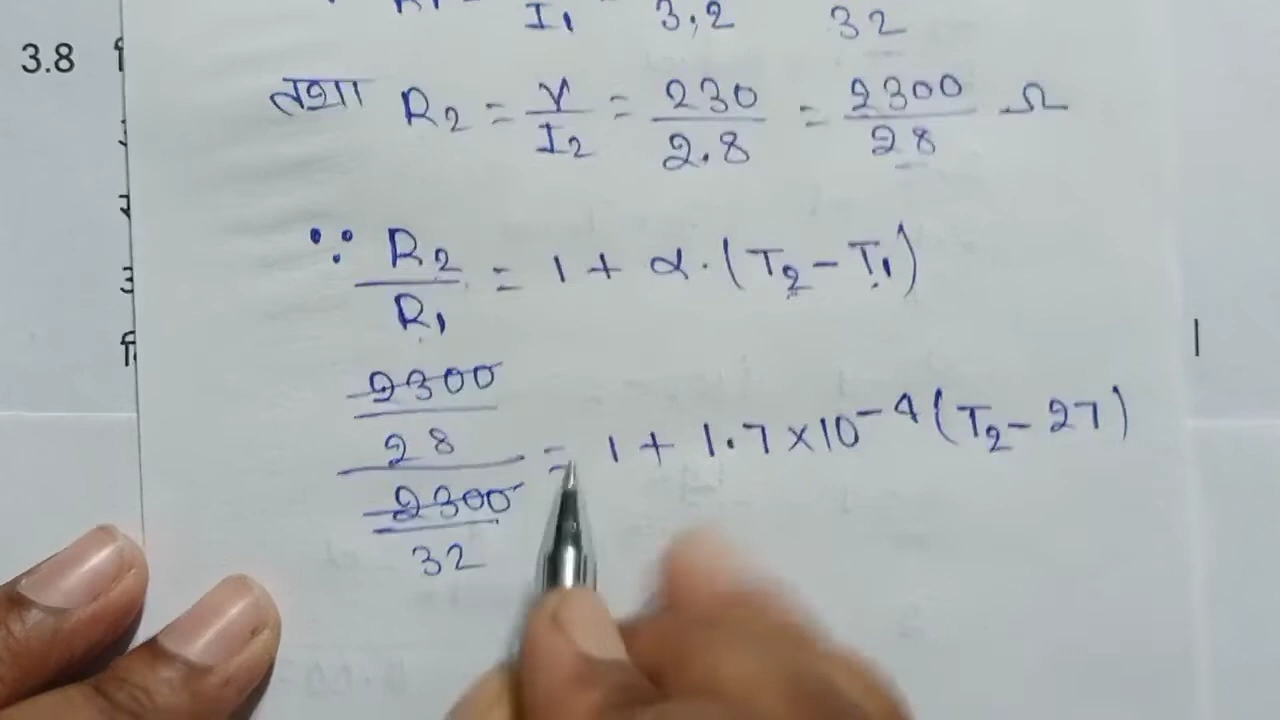 3.8
R1 = I1 3.2 32
तथा R2 = V/I2 = 230/2.8 = 2300/28 Ω
∵ R2/R1 = 1 + α.(T2 - T1)
2300/28 / 2300/32 = 1 + 1.7×10^-4 (T2 - 27)